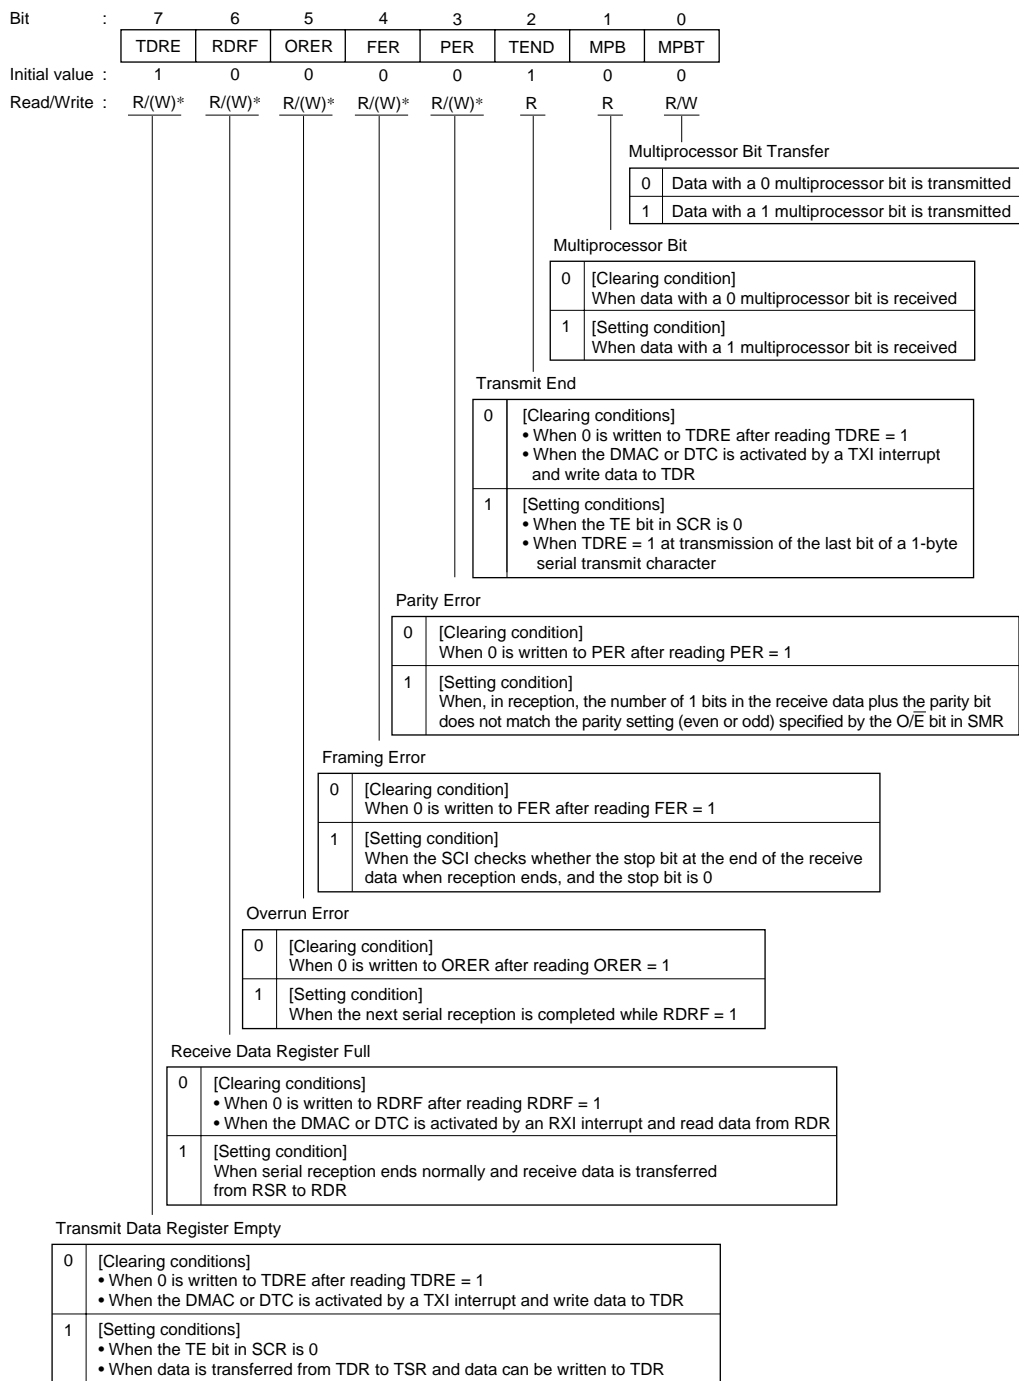 Bit : 7 6 5 4 3 2 1 0
TDRE RDRF ORER FER PER TEND MPB MPBT
Initial value : 1 0 0 0 0 1 0 0
Read/Write : R/(W)* R/(W)* R/(W)* R/(W)* R/(W)* R R R/W
Multiprocessor Bit Transfer
0 Data with a 0 multiprocessor bit is transmitted
1 Data with a 1 multiprocessor bit is transmitted
Multiprocessor Bit
0 [Clearing condition]
When data with a 0 multiprocessor bit is received
1 [Setting condition]
When data with a 1 multiprocessor bit is received
Transmit End
0 [Clearing conditions]
• When 0 is written to TDRE after reading TDRE = 1
• When the DMAC or DTC is activated by a TXI interrupt
and write data to TDR
1 [Setting conditions]
• When the TE bit in SCR is 0
• When TDRE = 1 at transmission of the last bit of a 1-byte
serial transmit character
Parity Error
0 [Clearing condition]
When 0 is written to PER after reading PER = 1
1 [Setting condition]
When, in reception, the number of 1 bits in the receive data plus the parity bit
does not match the parity setting (even or odd) specified by the O/E̅ bit in SMR
Framing Error
0 [Clearing condition]
When 0 is written to FER after reading FER = 1
1 [Setting condition]
When the SCI checks whether the stop bit at the end of the receive
data when reception ends, and the stop bit is 0
Overrun Error
0 [Clearing condition]
When 0 is written to ORER after reading ORER = 1
1 [Setting condition]
When the next serial reception is completed while RDRF = 1
Receive Data Register Full
0 [Clearing conditions]
• When 0 is written to RDRF after reading RDRF = 1
• When the DMAC or DTC is activated by an RXI interrupt and read data from RDR
1 [Setting condition]
When serial reception ends normally and receive data is transferred
from RSR to RDR
Transmit Data Register Empty
0 [Clearing conditions]
• When 0 is written to TDRE after reading TDRE = 1
• When the DMAC or DTC is activated by a TXI interrupt and write data to TDR
1 [Setting conditions]
• When the TE bit in SCR is 0
• When data is transferred from TDR to TSR and data can be written to TDR